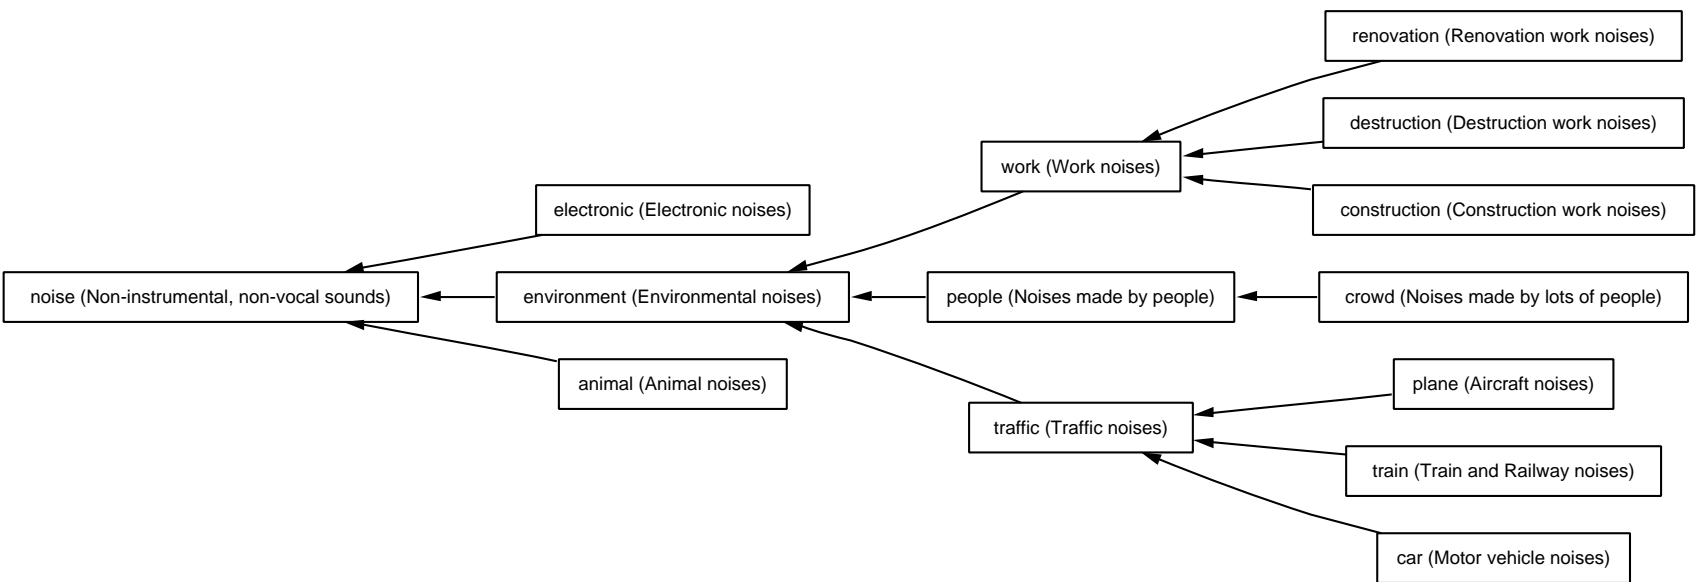 renovation (Renovation work noises)
destruction (Destruction work noises)
work (Work noises)
electronic (Electronic noises)
construction (Construction work noises)
noise (Non-instrumental, non-vocal sounds)
environment (Environmental noises)
people (Noises made by people)
crowd (Noises made by lots of people)
animal (Animal noises)
plane (Aircraft noises)
traffic (Traffic noises)
train (Train and Railway noises)
car (Motor vehicle noises)